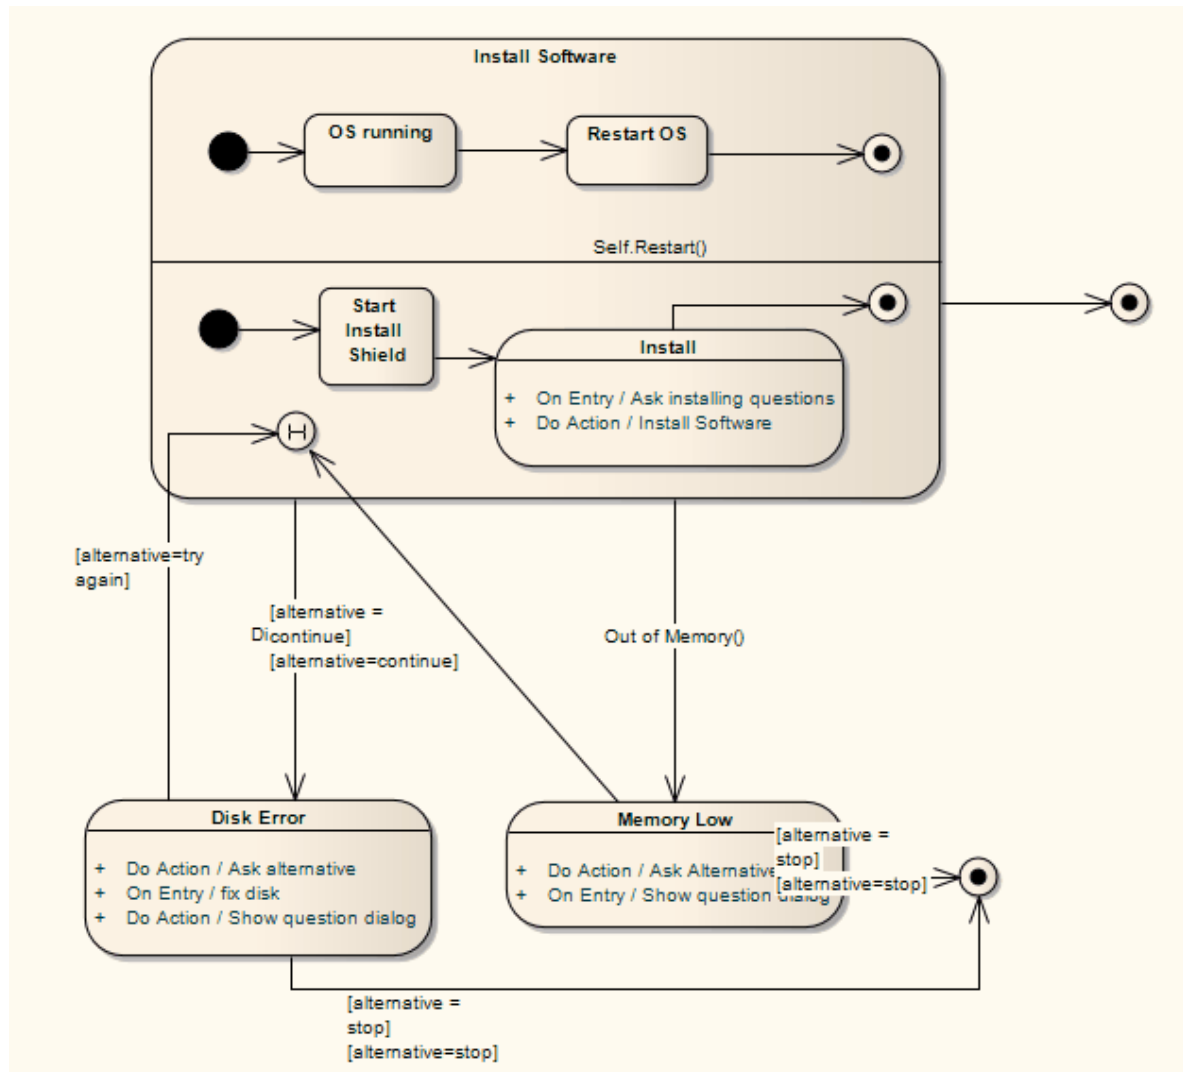 Install Software
OS running
Restart OS
Self.Restart()
Start
Install
Shield
Install
+ On Entry / Ask installing questions
+ Do Action / Install Software
H
[alternative=try
again]
[alternative =
Dicontinue]
[alternative=continue]
Out of Memory()
Disk Error
+ Do Action / Ask alternative
+ On Entry / fix disk
+ Do Action / Show question dialog
Memory Low
+ Do Action / Ask Alternative
+ On Entry / Show question dialog
[alternative =
stop]
[alternative=stop]
[alternative =
stop]
[alternative=stop]